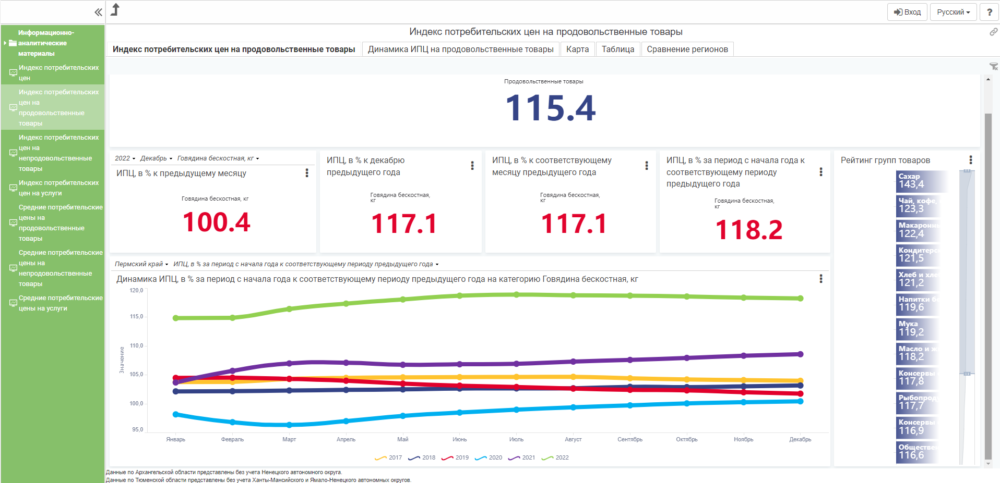 Вход
Русский
?
Информационно-
аналитические
материалы
Индекс потребительских
цен
Индекс потребительских
цен на
продовольственные
товары
Индекс потребительских
цен на
непродовольственные
товары
Индекс потребительских
цен на услуги
Средние потребительские
цены на
продовольственные
товары
Средние потребительские
цены на
непродовольственные
товары
Средние потребительские
цены на услуги
Индекс потребительских цен на продовольственные товары
Индекс потребительских цен на продовольственные товары
Динамика ИПЦ на продовольственные товары
Карта
Таблица
Сравнение регионов
Продовольственные товары
115.4
2022 Декабрь Говядина бескостная, кг
ИПЦ, в % к предыдущему месяцу
Говядина бескостная, кг
100.4
ИПЦ, в % к декабрю
предыдущего года
Говядина бескостная,
кг
117.1
ИПЦ, в % к соответствующему
месяцу предыдущего года
Говядина бескостная,
кг
117.1
ИПЦ, в % за период с начала года к
соответствующему периоду
предыдущего года
Говядина бескостная,
кг
118.2
Рейтинг групп товаров
Сахар
143,4
Чай, кофе,
123,3
Макаронн
122,4
Кондитерс
121,5
Хлеб и хле
121,2
Напитки бе
119,6
Мука
119,2
Масло и ж
118,2
Консервы
117,8
Рыбопрод
117,7
Консервы
116,9
Обществе
116,6
Пермский край ИПЦ, в % за период с начала года к соответствующему периоду предыдущего года
Динамика ИПЦ, в % за период с начала года к соответствующему периоду предыдущего года на категорию Говядина бескостная, кг
120,0
115,0
110,0
105,0
100,0
95,0
Значение
Январь Февраль Март Апрель Май Июнь Июль Август Сентябрь Октябрь Ноябрь Декабрь
2017 2018 2019 2020 2021 2022
Данные по Архангельской области представлены без учета Ненецкого автономного округа.
Данные по Тюменской области представлены без учета Ханты-Мансийского и Ямало-Ненецкого автономных округов.